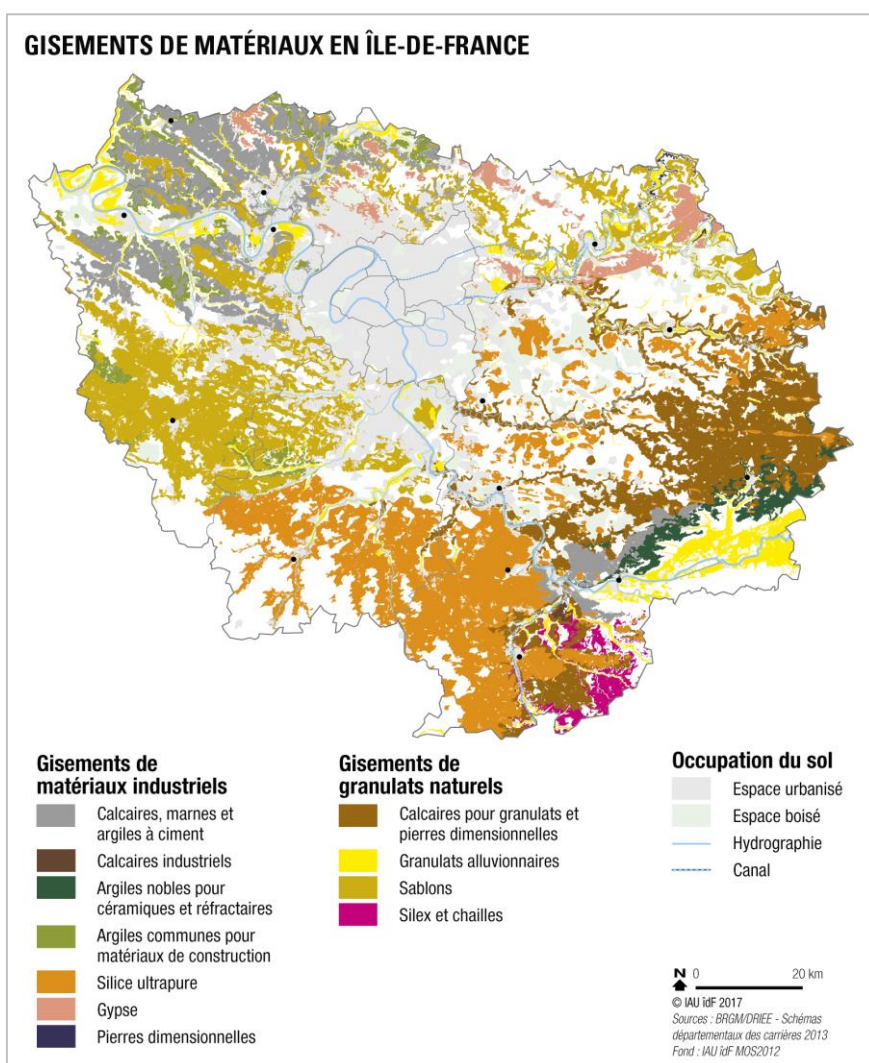 GISEMENTS DE MATÉRIAUX EN ÎLE-DE-FRANCE
Gisements de
matériaux industriels
Calcaires, marnes et
argiles à ciment
Calcaires industriels
Argiles nobles pour
céramiques et réfractaires
Argiles communes pour
matériaux de construction
Silice ultrapure
Gypse
Pierres dimensionnelles
Gisements de
granulats naturels
Calcaires pour granulats et
pierres dimensionnelles
Granulats alluvionnaires
Sablons
Silex et chailles
Occupation du sol
Espace urbanisé
Espace boisé
Hydrographie
Canal
N 0 20 km
© IAU îdF 2017
Sources : BRGM/DRIEE - Schémas
départementaux des carrières 2013
Fond : IAU îdF MOS2012